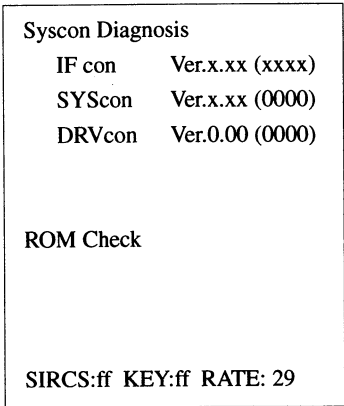 Syscon Diagnosis
IF con Ver.x.xx (xxxx)
SYScon Ver.x.xx (0000)
DRVcon Ver.0.00 (0000)
ROM Check
SIRCS:ff KEY:ff RATE: 29